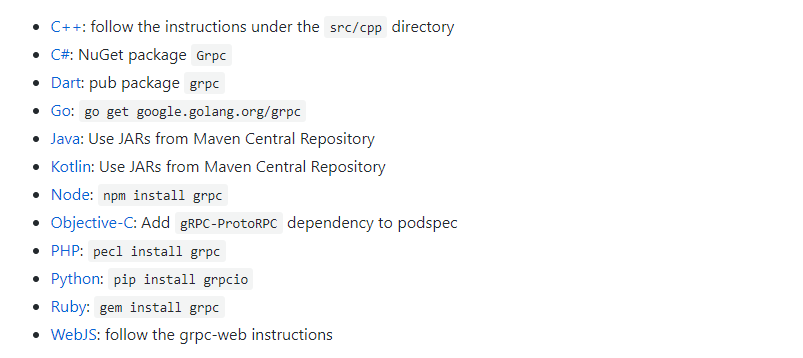 C++: follow the instructions under the src/cpp directory
C#: NuGet package Grpc
Dart: pub package grpc
Go: go get google.golang.org/grpc
Java: Use JARs from Maven Central Repository
Kotlin: Use JARs from Maven Central Repository
Node: npm install grpc
Objective-C: Add gRPC-ProtoRPC dependency to podspec
PHP: pecl install grpc
Python: pip install grpcio
Ruby: gem install grpc
WebJS: follow the grpc-web instructions